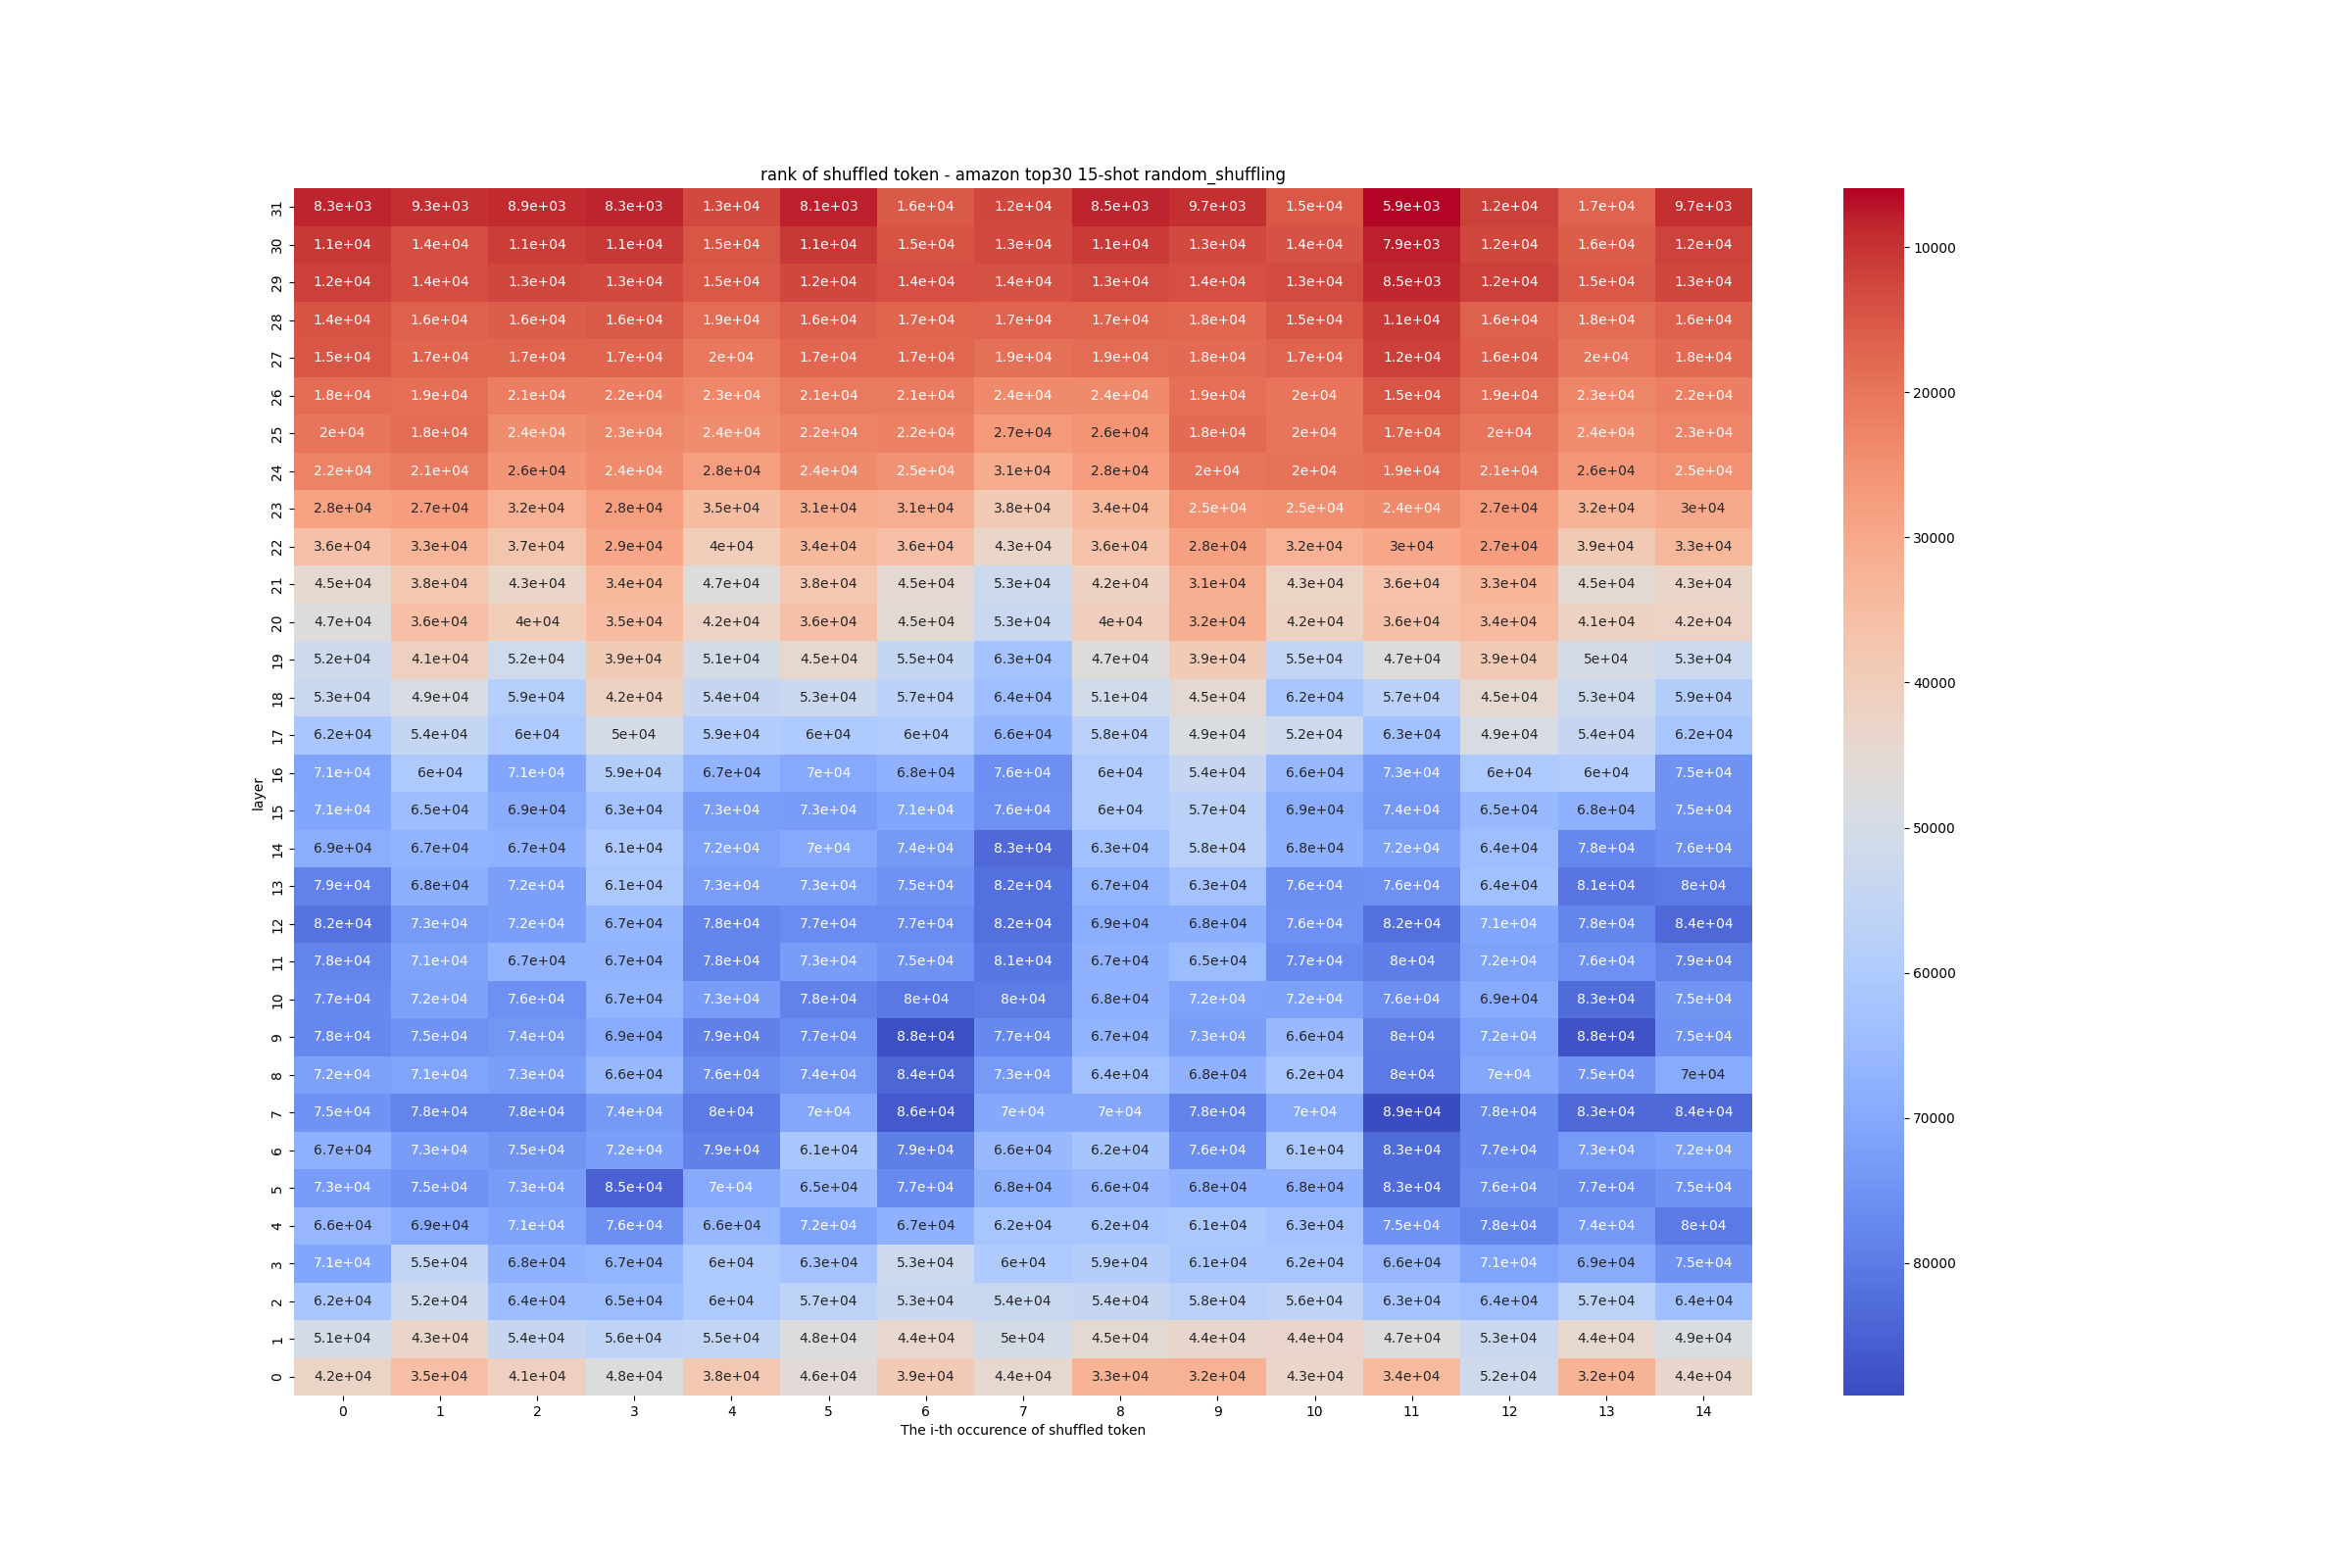 rank of shuffled token - amazon top30 15-shot random_shuffling
31 8.3e+03 9.3e+03 8.9e+03 8.3e+03 1.3e+04 8.1e+03 1.6e+04 1.2e+04 8.5e+03 9.7e+03 1.5e+04 5.9e+03 1.2e+04 1.7e+04 9.7e+03
30 1.1e+04 1.4e+04 1.1e+04 1.1e+04 1.5e+04 1.1e+04 1.5e+04 1.3e+04 1.1e+04 1.3e+04 1.4e+04 7.9e+03 1.2e+04 1.6e+04 1.2e+04
10000
29 1.2e+04 1.4e+04 1.3e+04 1.3e+04 1.5e+04 1.2e+04 1.4e+04 1.4e+04 1.3e+04 1.4e+04 1.3e+04 8.5e+03 1.2e+04 1.5e+04 1.3e+04
28 1.4e+04 1.6e+04 1.6e+04 1.6e+04 1.9e+04 1.6e+04 1.7e+04 1.7e+04 1.7e+04 1.8e+04 1.5e+04 1.1e+04 1.6e+04 1.8e+04 1.6e+04
27 1.5e+04 1.7e+04 1.7e+04 1.7e+04 2e+04 1.7e+04 1.7e+04 1.9e+04 1.9e+04 1.8e+04 1.7e+04 1.2e+04 1.6e+04 2e+04 1.8e+04
26 1.8e+04 1.9e+04 2.1e+04 2.2e+04 2.3e+04 2.1e+04 2.1e+04 2.4e+04 2.4e+04 1.9e+04 2e+04 1.5e+04 1.9e+04 2.3e+04 2.2e+04
20000
25 2e+04 1.8e+04 2.4e+04 2.3e+04 2.4e+04 2.2e+04 2.2e+04 2.7e+04 2.6e+04 1.8e+04 2e+04 1.7e+04 2e+04 2.4e+04 2.3e+04
24 2.2e+04 2.1e+04 2.6e+04 2.4e+04 2.8e+04 2.4e+04 2.5e+04 3.1e+04 2.8e+04 2e+04 2e+04 1.9e+04 2.1e+04 2.6e+04 2.5e+04
23 2.8e+04 2.7e+04 3.2e+04 2.8e+04 3.5e+04 3.1e+04 3.1e+04 3.8e+04 3.4e+04 2.5e+04 2.5e+04 2.4e+04 2.7e+04 3.2e+04 3e+04
30000
22 3.6e+04 3.3e+04 3.7e+04 2.9e+04 4e+04 3.4e+04 3.6e+04 4.3e+04 3.6e+04 2.8e+04 3.2e+04 3e+04 2.7e+04 3.9e+04 3.3e+04
21 4.5e+04 3.8e+04 4.3e+04 3.4e+04 4.7e+04 3.8e+04 4.5e+04 5.3e+04 4.2e+04 3.1e+04 4.3e+04 3.6e+04 3.3e+04 4.5e+04 4.3e+04
20 4.7e+04 3.6e+04 4e+04 3.5e+04 4.2e+04 3.6e+04 4.5e+04 5.3e+04 4e+04 3.2e+04 4.2e+04 3.6e+04 3.4e+04 4.1e+04 4.2e+04
19 5.2e+04 4.1e+04 5.2e+04 3.9e+04 5.1e+04 4.5e+04 5.5e+04 6.3e+04 4.7e+04 3.9e+04 5.5e+04 4.7e+04 3.9e+04 5e+04 5.3e+04
40000
18 5.3e+04 4.9e+04 5.9e+04 4.2e+04 5.4e+04 5.3e+04 5.7e+04 6.4e+04 5.1e+04 4.5e+04 6.2e+04 5.7e+04 4.5e+04 5.3e+04 5.9e+04
17 6.2e+04 5.4e+04 6e+04 5e+04 5.9e+04 6e+04 6e+04 6.6e+04 5.8e+04 4.9e+04 5.2e+04 6.3e+04 4.9e+04 5.4e+04 6.2e+04
16 7.1e+04 6e+04 7.1e+04 5.9e+04 6.7e+04 7e+04 6.8e+04 7.6e+04 6e+04 5.4e+04 6.6e+04 7.3e+04 6e+04 6e+04 7.5e+04
layer
15 7.1e+04 6.5e+04 6.9e+04 6.3e+04 7.3e+04 7.3e+04 7.1e+04 7.6e+04 6e+04 5.7e+04 6.9e+04 7.4e+04 6.5e+04 6.8e+04 7.5e+04
50000
14 6.9e+04 6.7e+04 6.7e+04 6.1e+04 7.2e+04 7e+04 7.4e+04 8.3e+04 6.3e+04 5.8e+04 6.8e+04 7.2e+04 6.4e+04 7.8e+04 7.6e+04
13 7.9e+04 6.8e+04 7.2e+04 6.1e+04 7.3e+04 7.3e+04 7.5e+04 8.2e+04 6.7e+04 6.3e+04 7.6e+04 7.6e+04 6.4e+04 8.1e+04 8e+04
12 8.2e+04 7.3e+04 7.2e+04 6.7e+04 7.8e+04 7.7e+04 7.7e+04 8.2e+04 6.9e+04 6.8e+04 7.6e+04 8.2e+04 7.1e+04 7.8e+04 8.4e+04
11 7.8e+04 7.1e+04 6.7e+04 6.7e+04 7.8e+04 7.3e+04 7.5e+04 8.1e+04 6.7e+04 6.5e+04 7.7e+04 8e+04 7.2e+04 7.6e+04 7.9e+04
60000
10 7.7e+04 7.2e+04 7.6e+04 6.7e+04 7.3e+04 7.8e+04 8e+04 8e+04 6.8e+04 7.2e+04 7.2e+04 7.6e+04 6.9e+04 8.3e+04 7.5e+04
9 7.8e+04 7.5e+04 7.4e+04 6.9e+04 7.9e+04 7.7e+04 8.8e+04 7.7e+04 6.7e+04 7.3e+04 6.6e+04 8e+04 7.2e+04 8.8e+04 7.5e+04
8 7.2e+04 7.1e+04 7.3e+04 6.6e+04 7.6e+04 7.4e+04 8.4e+04 7.3e+04 6.4e+04 6.8e+04 6.2e+04 8e+04 7e+04 7.5e+04 7e+04
7 7.5e+04 7.8e+04 7.8e+04 7.4e+04 8e+04 7e+04 8.6e+04 7e+04 7e+04 7.8e+04 7e+04 8.9e+04 7.8e+04 8.3e+04 8.4e+04
70000
6 6.7e+04 7.3e+04 7.5e+04 7.2e+04 7.9e+04 6.1e+04 7.9e+04 6.6e+04 6.2e+04 7.6e+04 6.1e+04 8.3e+04 7.7e+04 7.3e+04 7.2e+04
5 7.3e+04 7.5e+04 7.3e+04 8.5e+04 7e+04 6.5e+04 7.7e+04 6.8e+04 6.6e+04 6.8e+04 6.8e+04 8.3e+04 7.6e+04 7.7e+04 7.5e+04
4 6.6e+04 6.9e+04 7.1e+04 7.6e+04 6.6e+04 7.2e+04 6.7e+04 6.2e+04 6.2e+04 6.1e+04 6.3e+04 7.5e+04 7.8e+04 7.4e+04 8e+04
3 7.1e+04 5.5e+04 6.8e+04 6.7e+04 6e+04 6.3e+04 5.3e+04 6e+04 5.9e+04 6.1e+04 6.2e+04 6.6e+04 7.1e+04 6.9e+04 7.5e+04
80000
2 6.2e+04 5.2e+04 6.4e+04 6.5e+04 6e+04 5.7e+04 5.3e+04 5.4e+04 5.4e+04 5.8e+04 5.6e+04 6.3e+04 6.4e+04 5.7e+04 6.4e+04
1 5.1e+04 4.3e+04 5.4e+04 5.6e+04 5.5e+04 4.8e+04 4.4e+04 5e+04 4.5e+04 4.4e+04 4.4e+04 4.7e+04 5.3e+04 4.4e+04 4.9e+04
0 4.2e+04 3.5e+04 4.1e+04 4.8e+04 3.8e+04 4.6e+04 3.9e+04 4.4e+04 3.3e+04 3.2e+04 4.3e+04 3.4e+04 5.2e+04 3.2e+04 4.4e+04
0 1 2 3 4 5 6 7 8 9 10 11 12 13 14
The i-th occurence of shuffled token